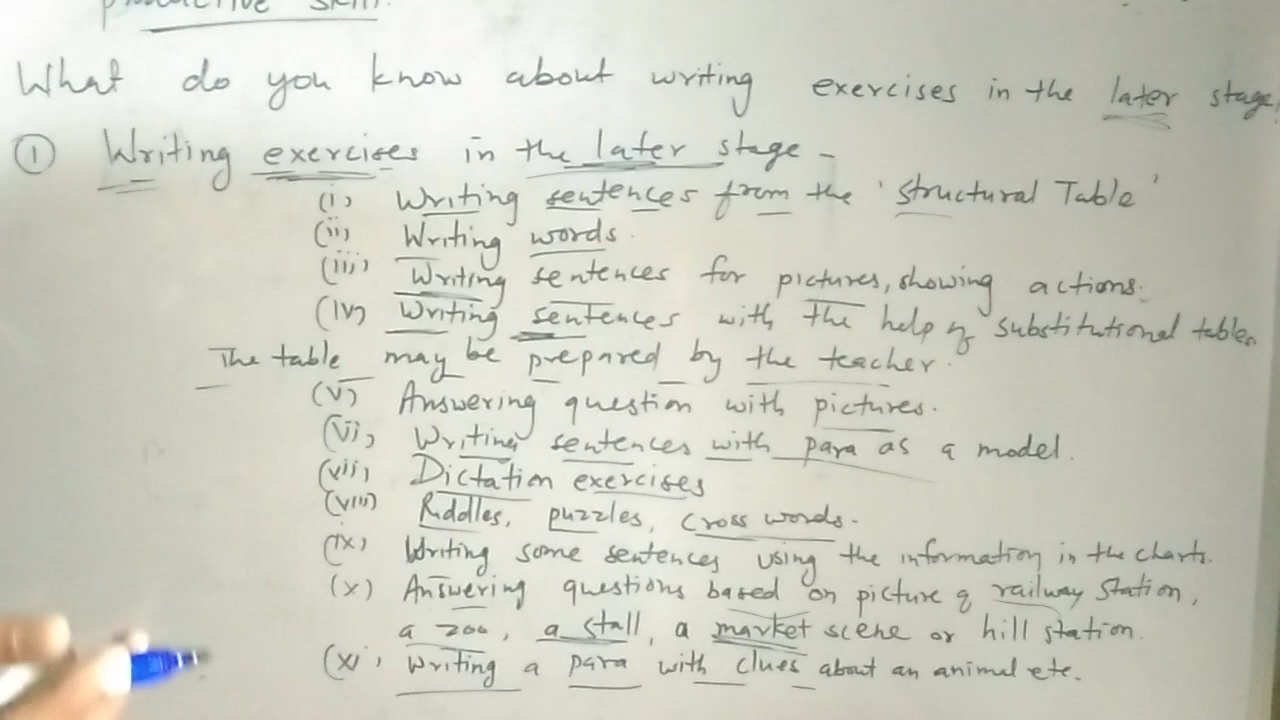 productive skill.
What do you know about writing exercises in the later stage
① Writing exercises in the later stage -
(i) Writing sentences from the 'Structural Table'
(ii) Writing words.
(iii) Writing sentences for pictures, showing actions.
(iv) Writing sentences with the help of substitutional tables.
The table may be prepared by the teacher.
(v) Answering question with pictures.
(vi) Writing sentences with para as a model.
(vii) Dictation exercises
(viii) Riddles, puzzles, cross words.
(ix) Writing some sentences using the information in the charts.
(x) Answering questions based on picture of railway station,
a zoo, a stall, a market scene or hill station.
(xi) Writing a para with clues about an animal etc.